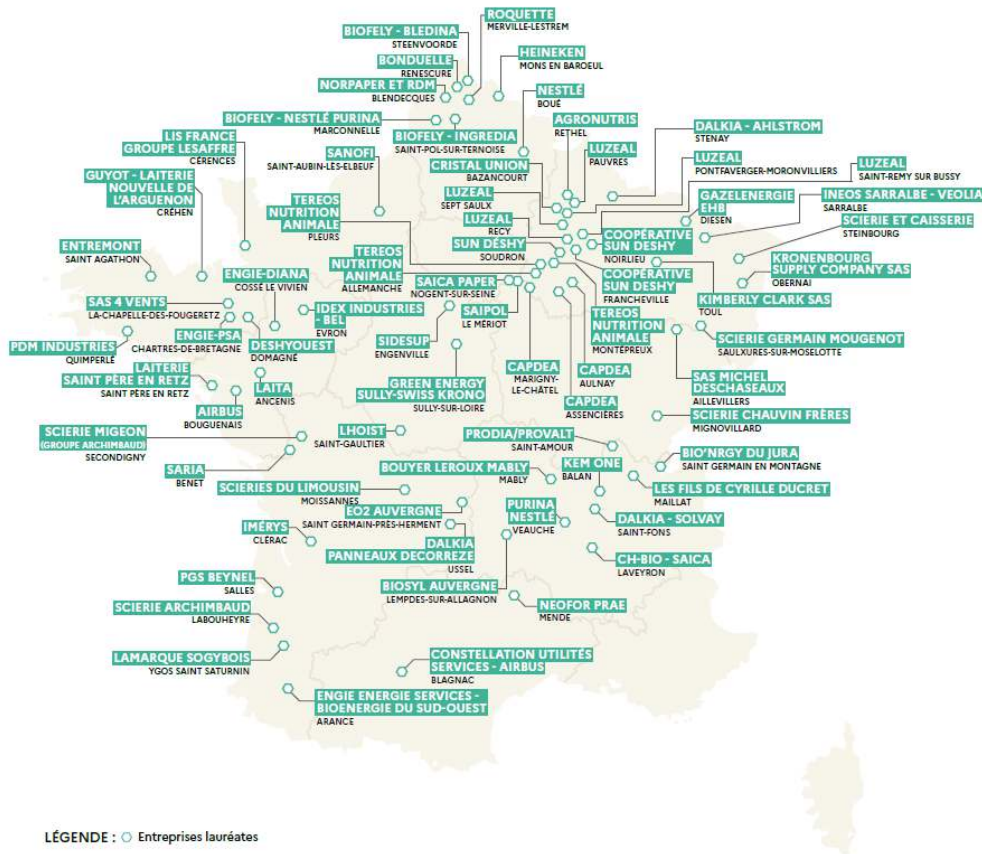 ROQUETTE
MERVILLE-LESTREM
BIOFELY - BLEDINA
STEENVOORDE
BONDUELLE
RENESCURE
HEINEKEN
MONS EN BAROEUL
NORPAPER ET RDM
BLENDECQUES
NESTLÉ
BOUÉ
BIOFELY - NESTLÉ PURINA
MARCONNELLE
BIOFELY - INGREDIA
SAINT-POL-SUR-TERNOISE
AGRONUTRIS
RETHEL
DALKIA - AHLSTROM
STENAY
LIS FRANCE
GROUPE LESAFFRE
CÉRENCES
SANOFI
SAINT-AUBIN-LÈS-ELBEUF
CRISTAL UNION
BAZANCOURT
LUZEAL
PAUVRES
LUZEAL
PONTFAVERGER-MORONVILLIERS
LUZEAL
SAINT-REMY SUR BUSSY
GUYOT - LAITERIE
NOUVELLE DE
L'ARGUENON
CRÉHEN
TEREOS
NUTRITION
ANIMALE
PLEURS
LUZEAL
SEPT SAULX
LUZEAL
RECY
GAZELENERGIE
EHB
DIESEN
INEOS SARRALBE - VEOLIA
SARRALBE
SCIERIE ET CAISSERIE
STEINBOURG
ENTREMONT
SAINT AGATHON
TEREOS
NUTRITION
ANIMALE
ALLEMANCHE
SUN DÉSHY
SOUDRON
COOPÉRATIVE
SUN DESHY
NOIRLIEU
KRONENBOURG
SUPPLY COMPANY SAS
OBERNAI
ENGIE-DIANA
COSSÉ LE VIVIEN
SAICA PAPER
NOGENT-SUR-SEINE
COOPÉRATIVE
SUN DESHY
FRANCHEVILLE
KIMBERLY CLARK SAS
TOUL
SAS 4 VENTS
LA-CHAPELLE-DES-FOUGERETZ
IDEX INDUSTRIES
- BEL
EVRON
SAIPOL
LE MÉRIOT
TEREOS
NUTRITION
ANIMALE
MONTÉPREUX
PDM INDUSTRIES
QUIMPERLÉ
ENGIE-PSA
CHARTRES-DE-BRETAGNE
DESHYOUEST
DOMAGNÉ
SIDESUP
ENGENVILLE
SCIERIE GERMAIN MOUGENOT
SAULXURES-SUR-MOSELOTTE
LAITERIE
SAINT PÈRE EN RETZ
SAINT PÈRE EN RETZ
LAITA
ANCENIS
GREEN ENERGY
SULLY-SWISS KRONO
SULLY-SUR-LOIRE
CAPDEA
MARIGNY-
LE-CHÂTEL
CAPDEA
AULNAY
SAS MICHEL
DESCHASEAUX
AILLEVILLERS
AIRBUS
BOUGUENAIS
CAPDEA
ASSENCIÈRES
SCIERIE CHAUVIN FRÈRES
MIGNOVILLARD
SCIERIE MIGEON
(GROUPE ARCHIMBAUD)
SECONDIGNY
LHOIST
SAINT-GAULTIER
PRODIA/PROVALT
SAINT-AMOUR
BIO'NRGY DU JURA
SAINT GERMAIN EN MONTAGNE
SARIA
BENET
BOUYER LEROUX MABLY
MABLY
KEM ONE
BALAN
LES FILS DE CYRILLE DUCRET
MAILLAT
SCIERIES DU LIMOUSIN
MOISSANNES
EO2 AUVERGNE
SAINT GERMAIN-PRÈS-HERMENT
PURINA
NESTLÉ
VEAUCHE
DALKIA - SOLVAY
SAINT-FONS
IMÉRYS
CLÉRAC
DALKIA
PANNEAUX DECORREZE
USSEL
CH-BIO - SAICA
LAVEYRON
PGS BEYNEL
SALLES
BIOSYL AUVERGNE
LEMPDES-SUR-ALLAGNON
NEOFOR PRAE
MENDE
SCIERIE ARCHIMBAUD
LABOUHEYRE
LAMARQUE SOGYBOIS
YGOS SAINT SATURNIN
CONSTELLATION UTILITÉS
SERVICES - AIRBUS
BLAGNAC
ENGIE ENERGIE SERVICES -
BIOENERGIE DU SUD-OUEST
ARANCE
LÉGENDE : Entreprises lauréates